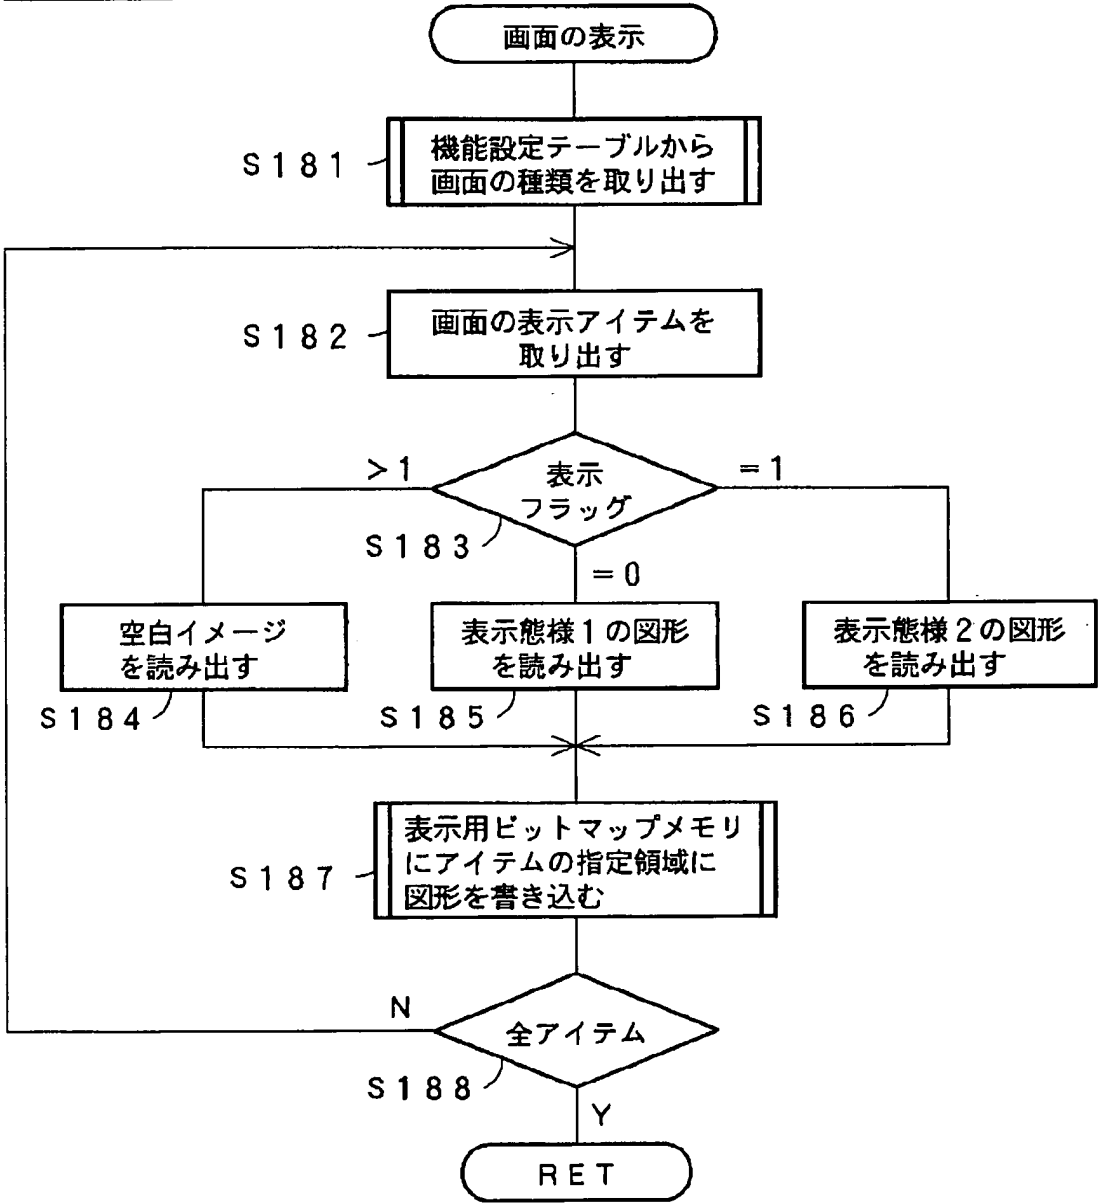 画面の表示
S181
機能設定テーブルから
画面の種類を取り出す
S182
画面の表示アイテムを
取り出す
>1
表示
フラッグ
=1
S183
=0
空白イメージ
を読み出す
S184
表示態様1の図形
を読み出す
S185
表示態様2の図形
を読み出す
S186
S187
表示用ビットマップメモリ
にアイテムの指定領域に
図形を書き込む
N
全アイテム
S188
Y
RET